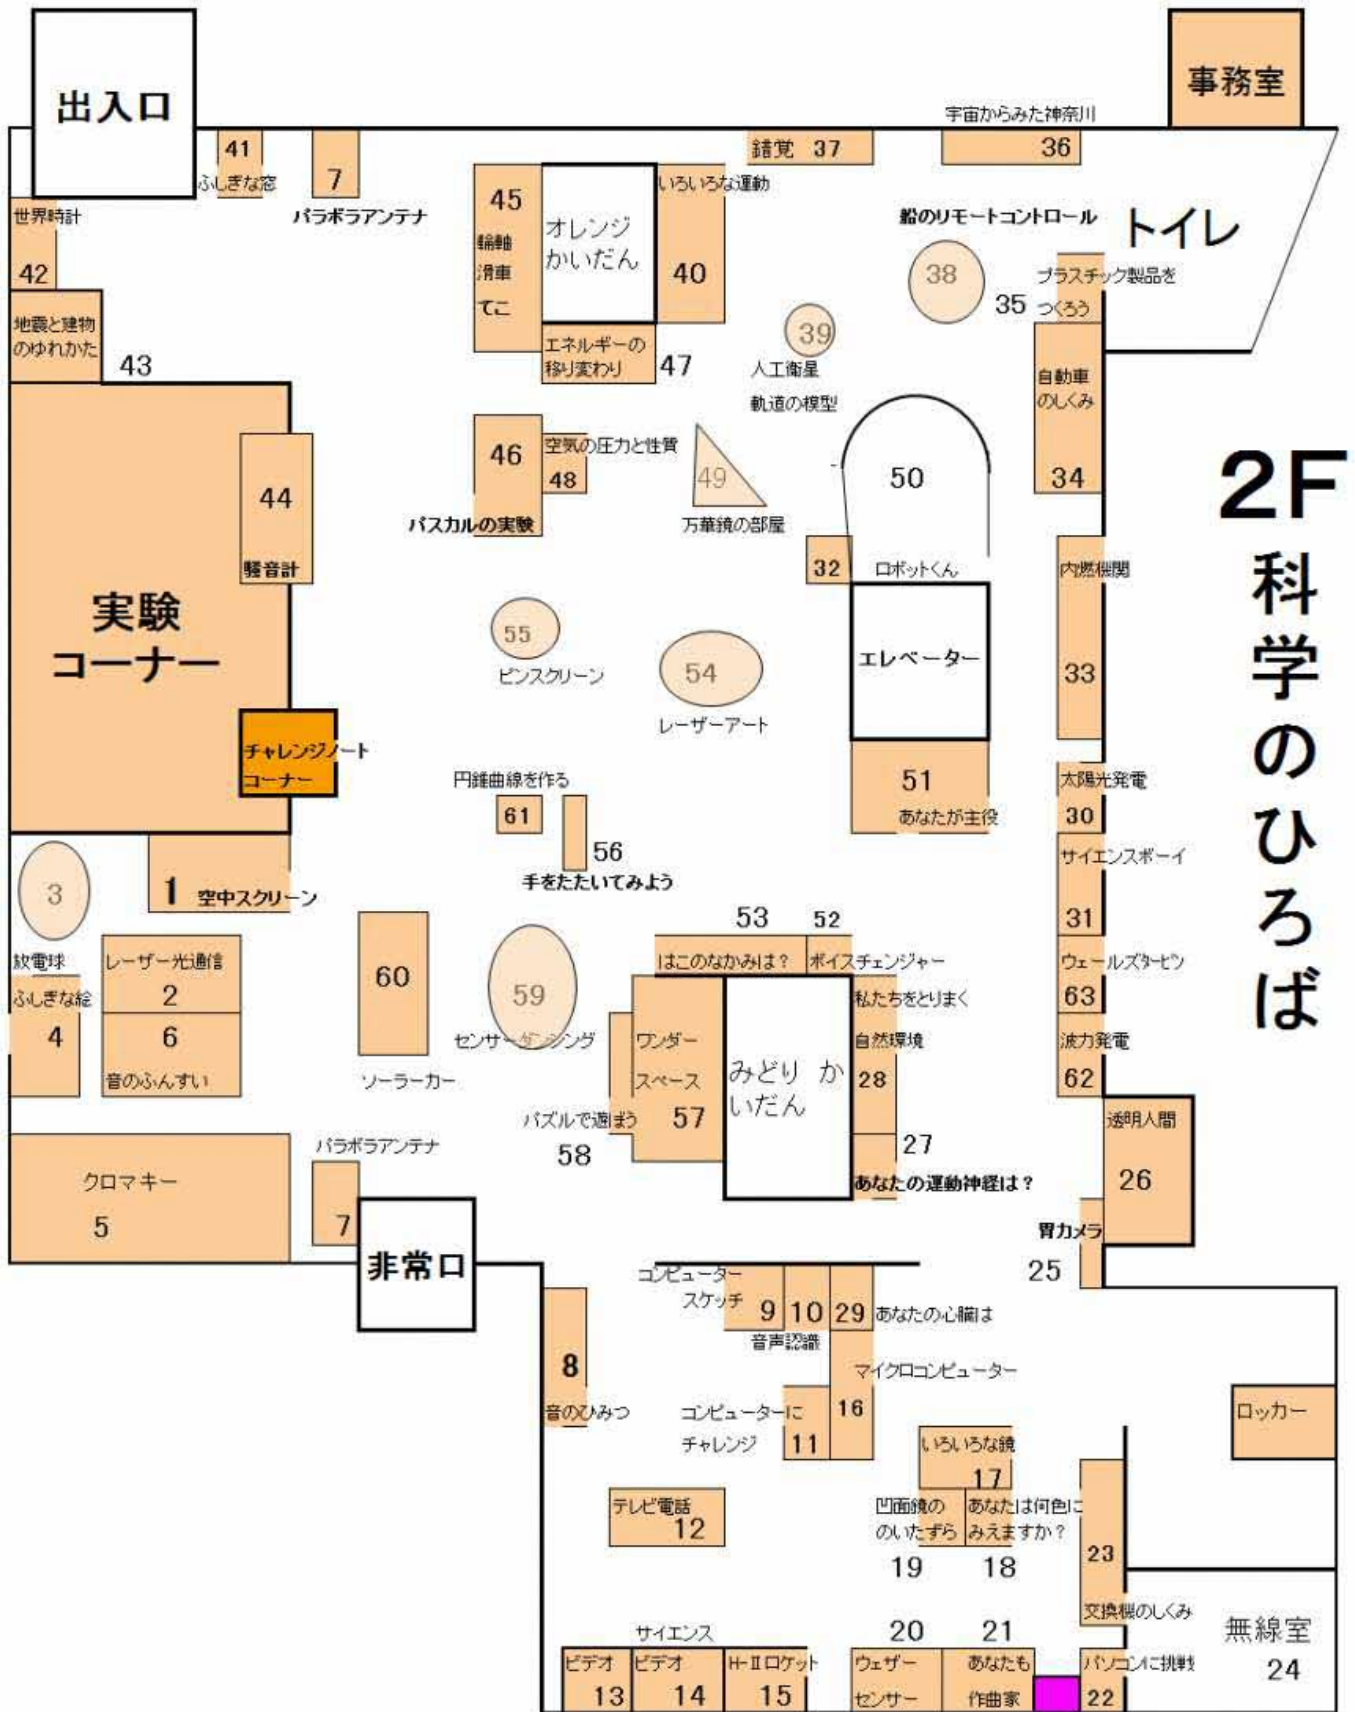 出入口
事務室
宇宙からみた神奈川
41
ふしぎな窓
7
パラボラアンテナ
錯覚 37
36
世界時計
42
45
輪軸
滑車
てこ
オレンジ
かいだん
いろいろな運動
40
船のリモートコントロール
38
トイレ
35
プラスチック製品を
つくろう
地震と建物
のゆれかた
43
エネルギーの
移り変わり
47
39
人工衛星
軌道の模型
自動車
のしくみ
34
2F
科学のひろば
44
騒音計
46
パスカルの実験
空気の圧力と性質
48
49
万華鏡の部屋
50
32
ロボットくん
内燃機関
33
実験
コーナー
55
ピンスクリーン
54
レーザーアート
エレベーター
チャレンジノート
コーナー
円錐曲線を作る
61
56
手をたたいてみよう
51
あなたが主役
太陽光発電
30
サイエンスボーイ
31
3
放電球
1 空中スクリーン
53
はこのなかみは?
52
ボイスチェンジャー
レーザー光通信
2
ふしぎな絵
4
6
音のふんすい
60
ソーラーカー
59
センサーダンシング
ワンダー
スペース
57
みどり か
いだん
私たちをとりまく
自然環境
28
ウェールズタービン
63
波力発電
62
パズルで遊ぼう
58
27
あなたの運動神経は?
透明人間
26
クロマキー
5
パラボラアンテナ
7
非常口
胃カメラ
25
コンピューター
スケッチ
9
10
音声認識
29
あなたの心臓は
8
音のひみつ
マイクロコンピューター
16
コンピューターに
チャレンジ
11
ロッカー
いろいろな鏡
17
テレビ電話
12
凹面鏡の
のいたずら
19
あなたは何色に
みえますか?
18
23
交換機のしくみ
無線室
24
サイエンス
ビデオ
13
ビデオ
14
H-Ⅱロケット
15
20
ウェザー
センサー
21
あなたも
作曲家
パソコンに挑戦
22